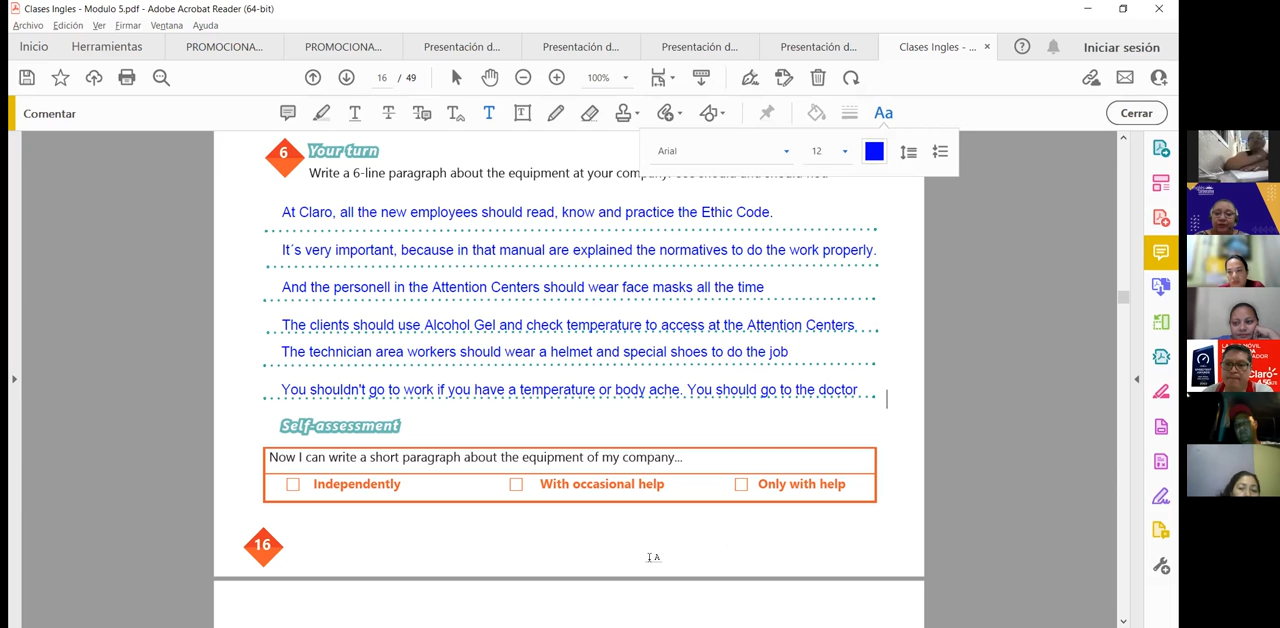 Clases Ingles - Modulo 5.pdf - Adobe Acrobat Reader (64-bit)
Archivo Edición Ver Firmar Ventana Ayuda
Inicio Herramientas PROMOCIONA... PROMOCIONA... Presentación d... Presentación d... Presentación d... Presentación d... Clases Ingles - ... × Iniciar sesión
16 / 49 100%
Comentar Cerrar
Arial 12
6 Your turn
Write a 6-line paragraph about the equipment at your
At Claro, all the new employees should read, know and practice the Ethic Code.
It´s very important, because in that manual are explained the normatives to do the work properly.
And the personell in the Attention Centers should wear face masks all the time
The clients should use Alcohol Gel and check temperature to access at the Attention Centers
The technician area workers should wear a helmet and special shoes to do the job
You shouldn't go to work if you have a temperature or body ache. You should go to the doctor
Self-assessment
Now I can write a short paragraph about the equipment of my company...
Independently With occasional help Only with help
16
Claro